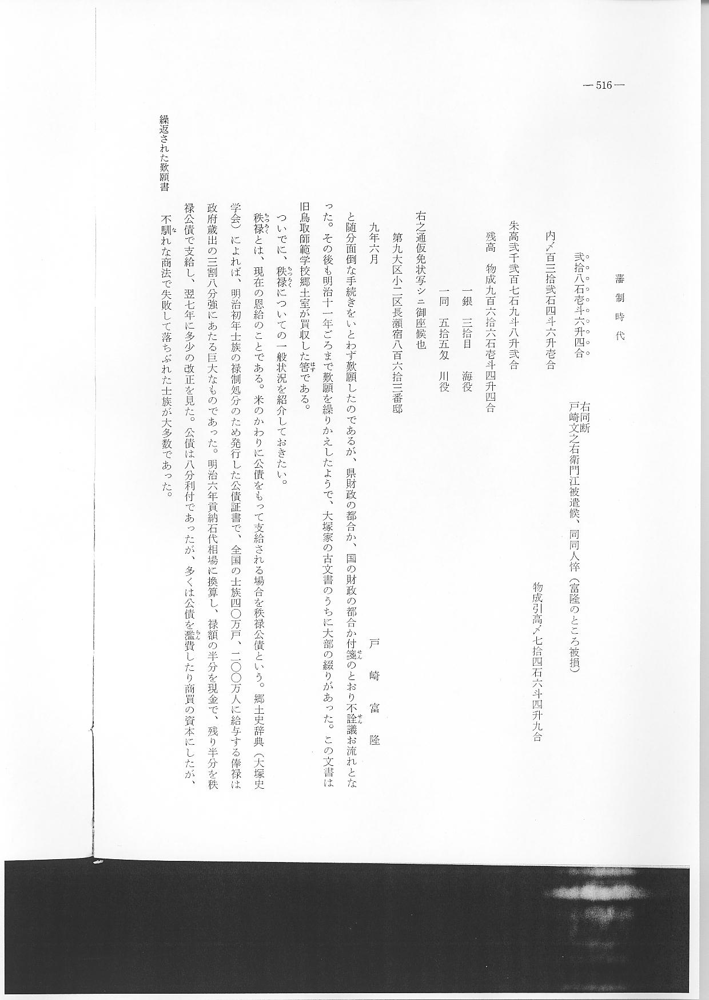 ― 516 ―
藩制時代
弐拾八石壱斗六升四合
右同断
戸崎文之右衛門江被遣候、同同人悴（富隆のところ被損）
内〆百三拾弐石四斗六升壱合
物成引高〆七拾四石六斗四升九合
朱高弐千弐百七石九斗八升弐合
残高　物成九百六拾六石壱斗四升四合
一銀　三拾目　海役
一同　五拾五匁　川役
右之通仮免状写シニ御座候也
第九大区小二区長瀬宿八百六拾三番邸
九年六月　戸崎富隆
と随分面倒な手続きをいとわず歎願したのであるが、県財政の都合か、国の財政の都合か付箋せんのとおり不詮せん議お流れとな
った。その後も明治十一年ごろまで歎願を繰りかえしたようで、大塚家の古文書のうちに大部の綴りがあった。この文書は
旧鳥取師範学校郷土室が買収した筈はずである。
ついでに、秩禄ちつろくについての一般状況を紹介しておきたい。
秩禄ちつろくとは、現在の恩給のことである。米のかわりに公債をもって支給される場合を秩禄公債という。郷土史辞典（大塚史
学会）によれば、明治初年士族の禄制処分のため発行した公債証書で、全国の士族四〇万戸、二〇〇万人に給与する俸禄は
政府歳出の三割八分強にあたる巨大なものであった。明治六年貢納石代相場に換算し、禄額の半分を現金で、残り半分を秩
禄公債で支給し、翌七年に多少の改正を見た。公債は八分利付であったが、多くは公債を濫らん費したり商買の資本にしたが、
不馴なれな商法で失敗して落ちぶれた士族が大多数であった。
繰返された歎願書